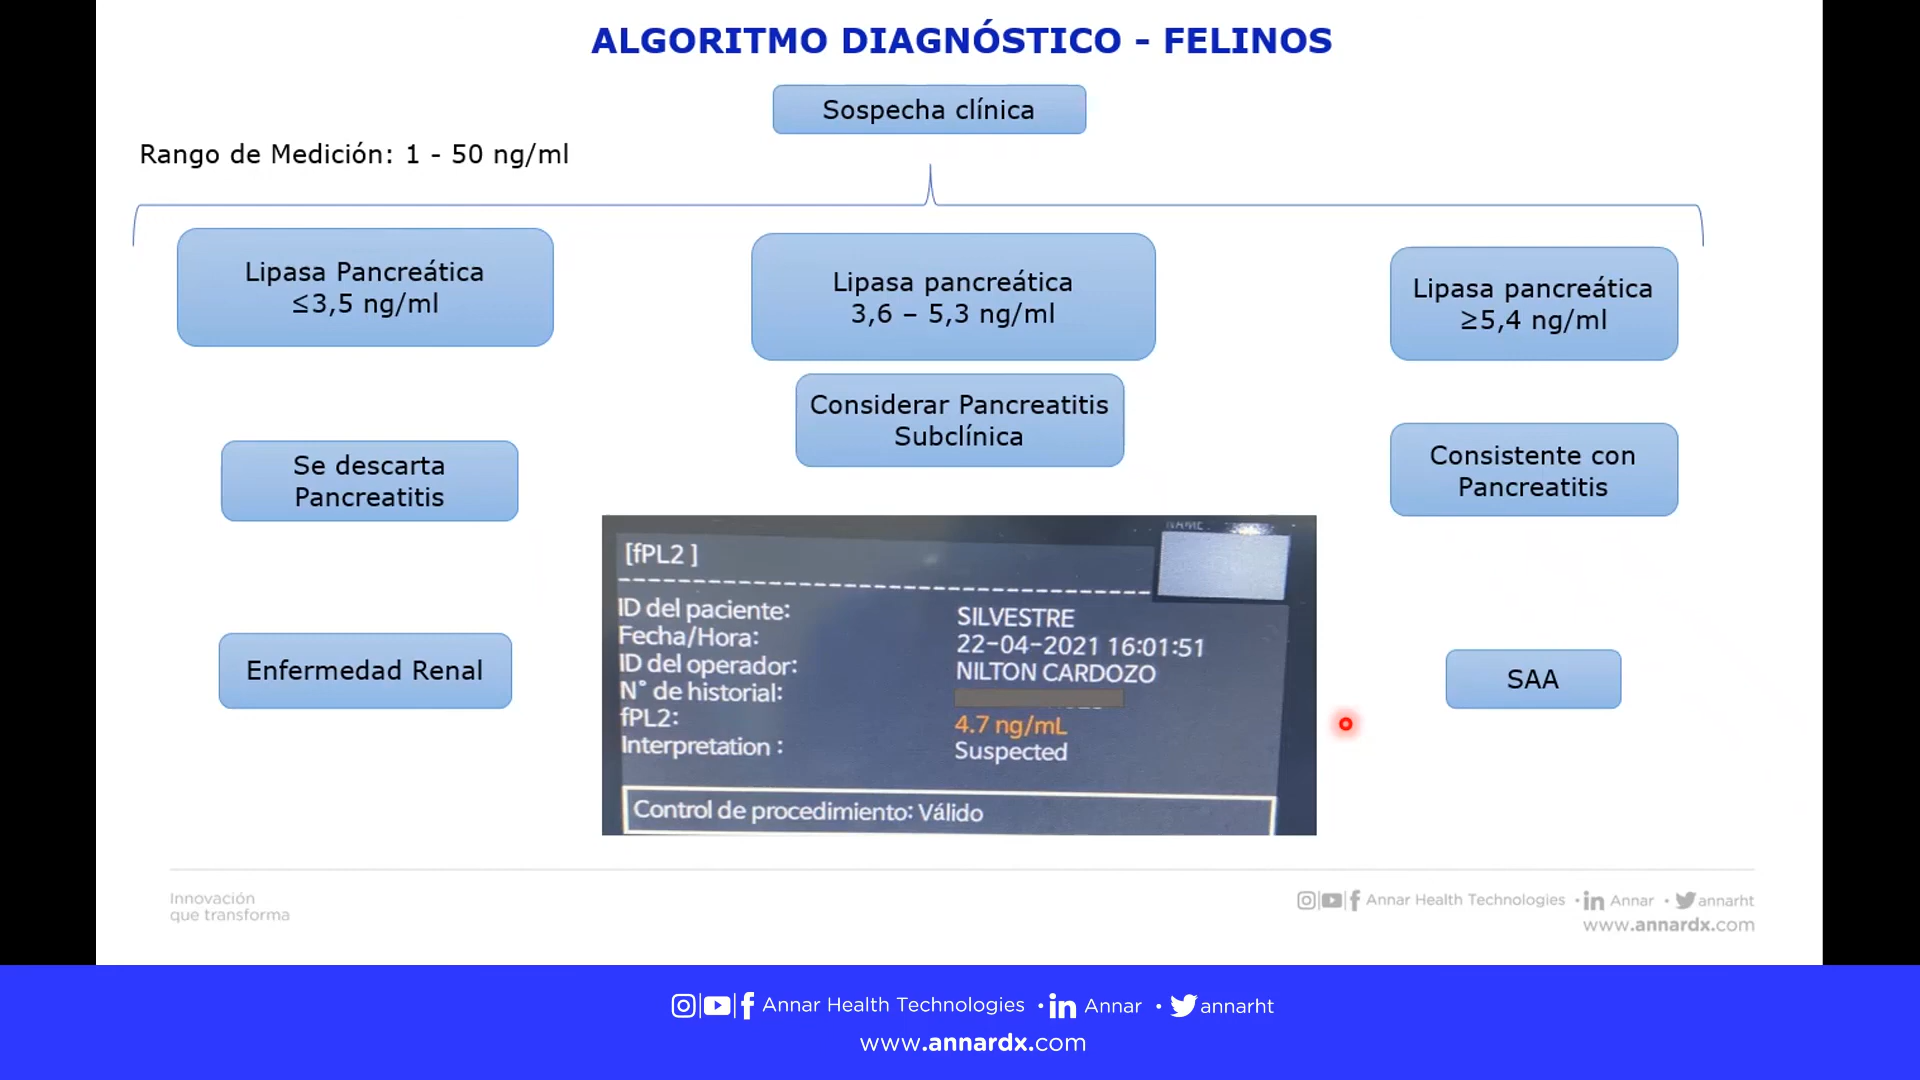 ALGORITMO DIAGNÓSTICO - FELINOS
Sospecha clínica
Rango de Medición: 1 - 50 ng/ml
Lipasa Pancreática
≤3,5 ng/ml
Lipasa pancreática
3,6 – 5,3 ng/ml
Lipasa pancreática
≥5,4 ng/ml
Considerar Pancreatitis
Subclínica
Se descarta
Pancreatitis
Consistente con
Pancreatitis
Enfermedad Renal
SAA
NAME
[fPL2 ]
ID del paciente: SILVESTRE
Fecha/Hora: 22-04-2021 16:01:51
ID del operador: NILTON CARDOZO
N° de historial:
fPL2: 4.7 ng/mL
Interpretation : Suspected
Control de procedimiento: Válido
Innovación
que transforma
Annar Health Technologies • in Annar • annarht
www.annardx.com
Annar Health Technologies • in Annar • annarht
www.annardx.com